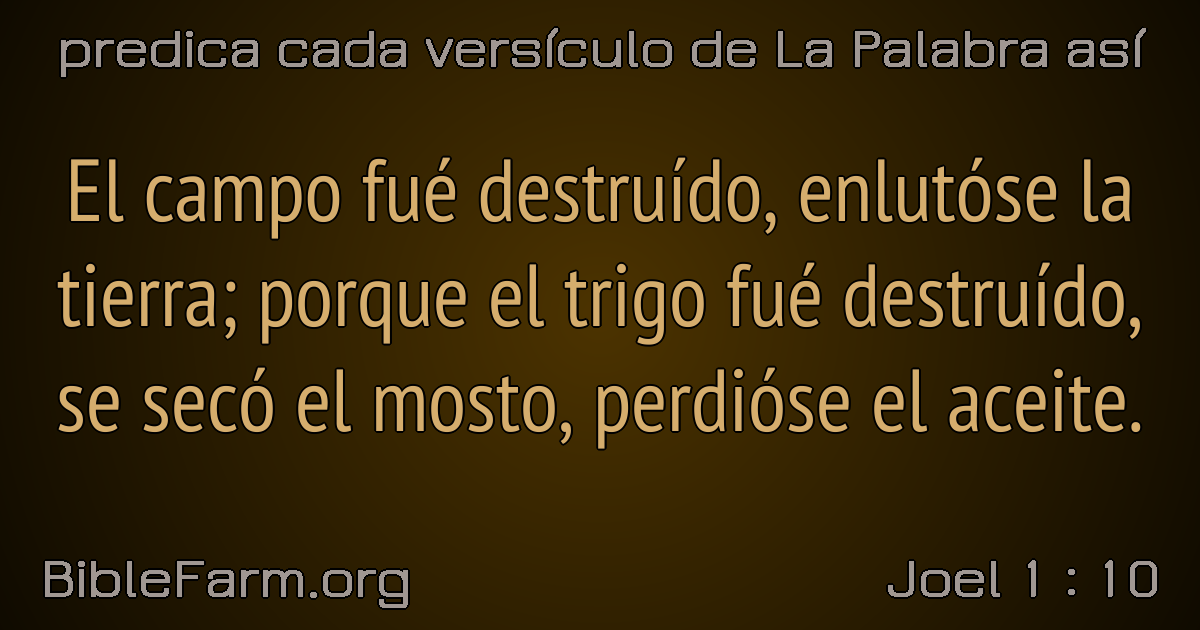 predica cada versículo de La Palabra así
El campo fué destruído, enlutóse la
tierra; porque el trigo fué destruído,
se secó el mosto, perdióse el aceite.
BibleFarm.org
Joel 1 : 10